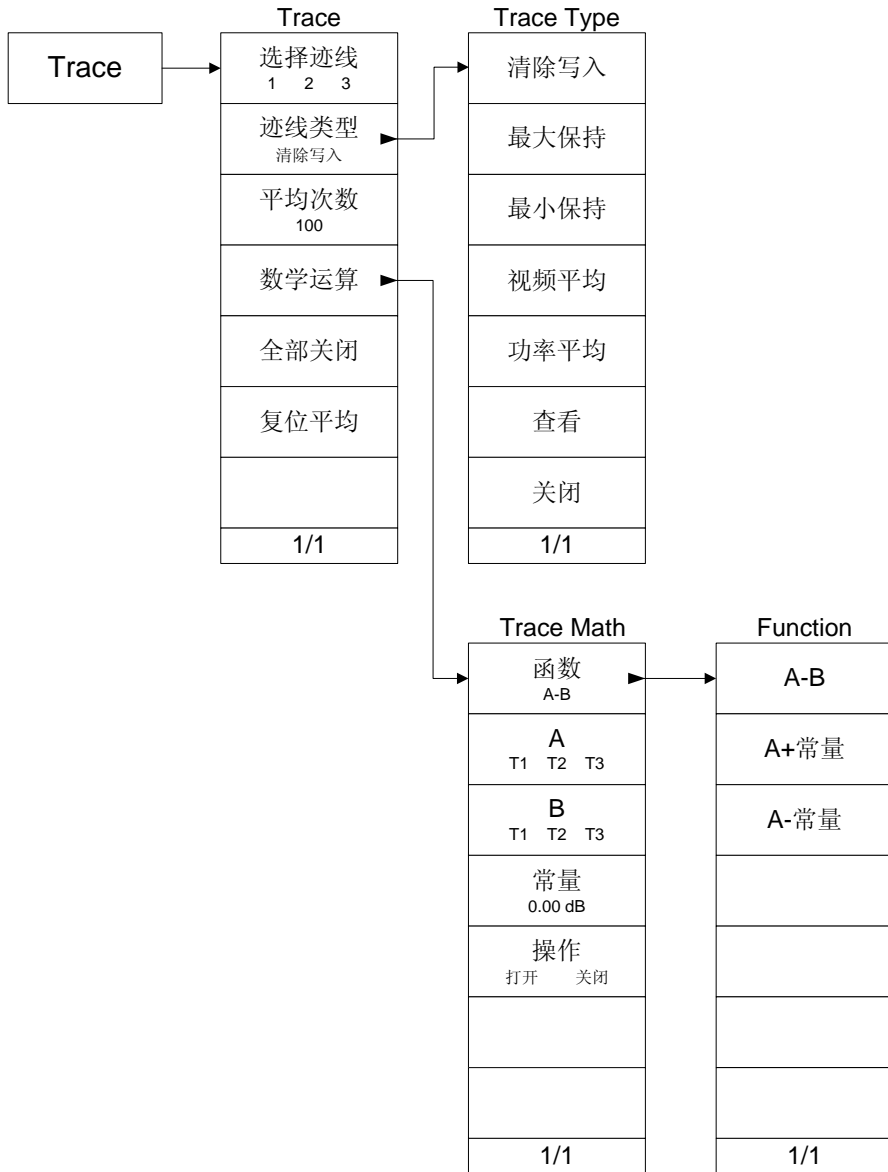 Trace
Trace
选择迹线
1 2 3
迹线类型
清除写入
平均次数
100
数学运算
全部关闭
复位平均
1/1
Trace Type
清除写入
最大保持
最小保持
视频平均
功率平均
查看
关闭
1/1
Trace Math
函数
A-B
A
T1 T2 T3
B
T1 T2 T3
常量
0.00 dB
操作
打开 关闭
1/1
Function
A-B
A+常量
A-常量
1/1